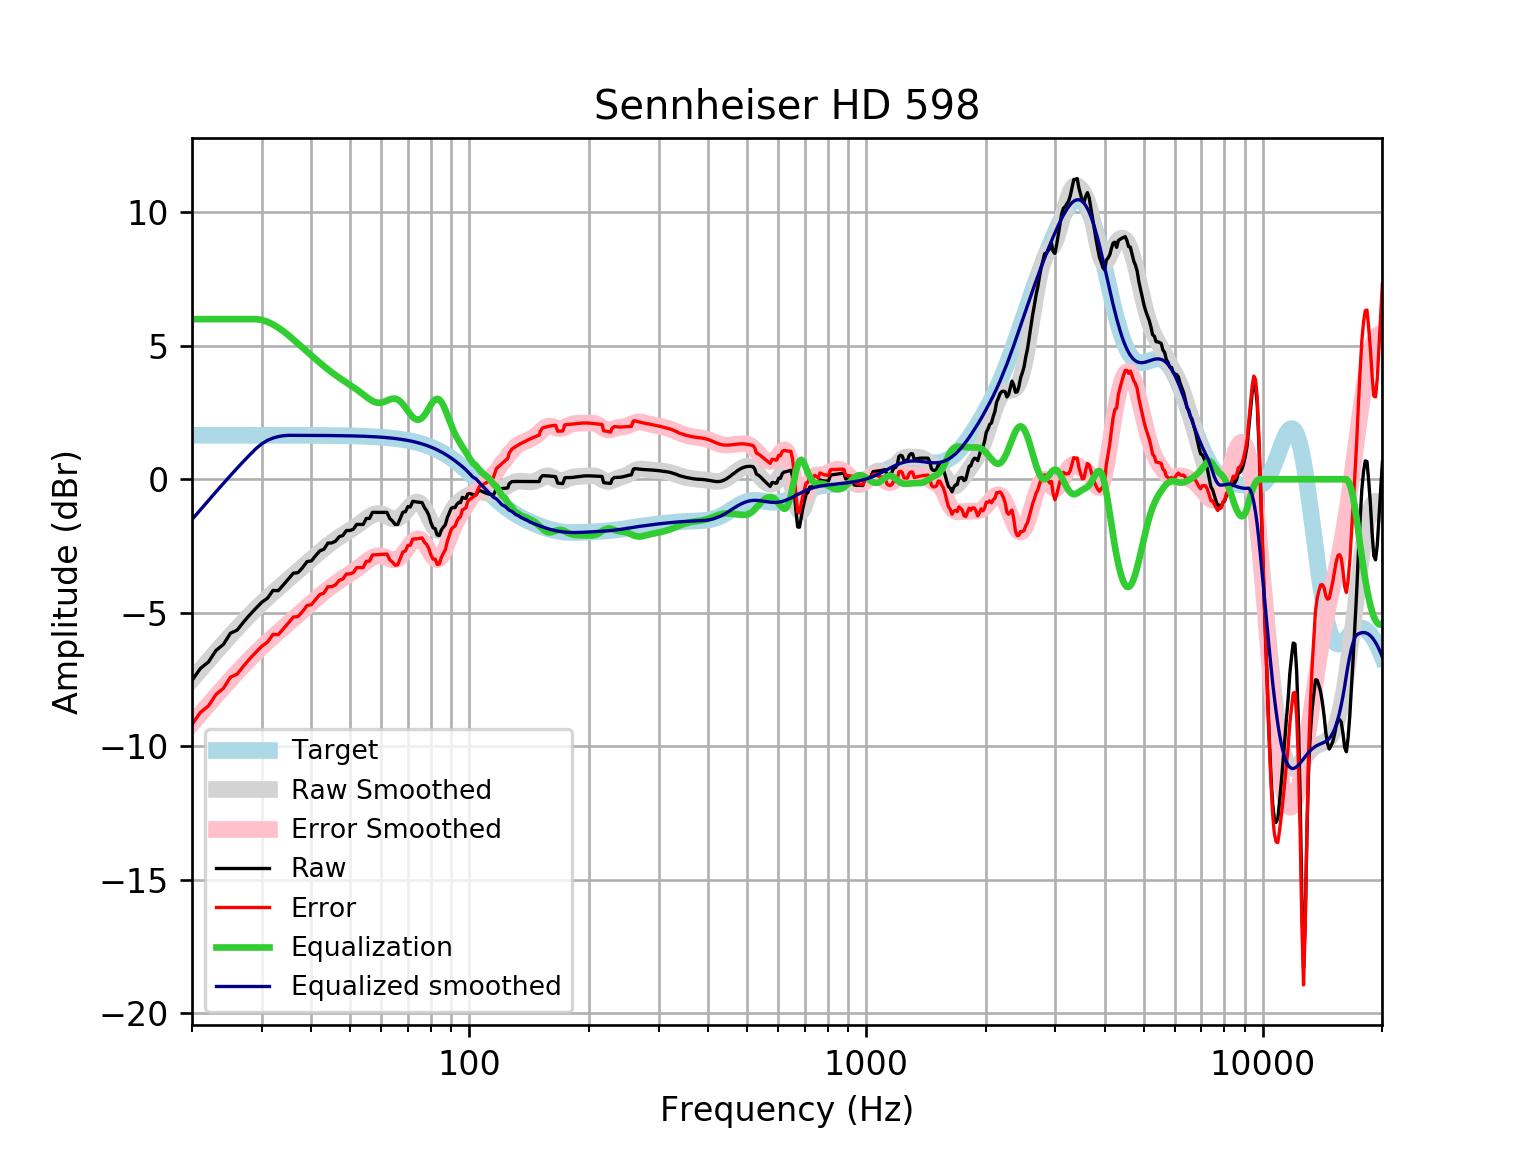 Sennheiser HD 598
Amplitude (dBr)
10
5
0
−5
−10
−15
−20
Target
Raw Smoothed
Error Smoothed
Raw
Error
Equalization
Equalized smoothed
100
1000
10000
Frequency (Hz)